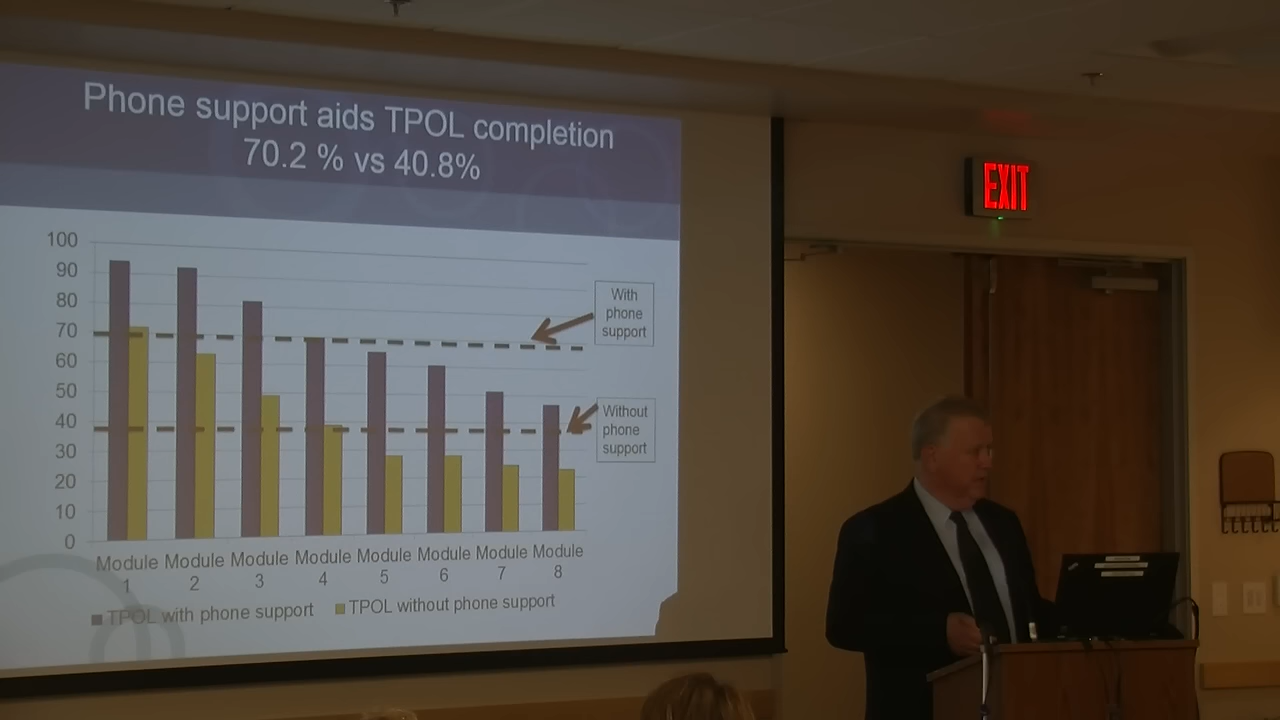 Phone support aids TPOL completion
70.2 % vs 40.8%
100
90
80
70
60
50
40
30
20
10
0
With
phone
support
Without
phone
support
Module Module Module Module Module Module Module Module
1 2 3 4 5 6 7 8
TPOL with phone support TPOL without phone support
EXIT